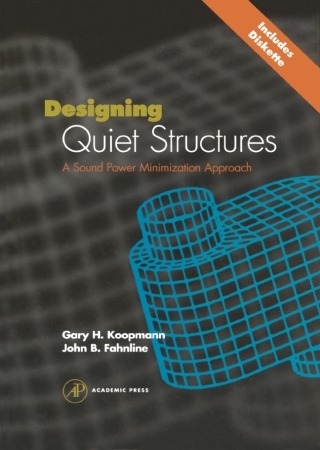 Includes
Diskette
Designing
Quiet Structures
A Sound Power Minimization Approach
Gary H. Koopmann
John B. Fahnline
AP
ACADEMIC PRESS